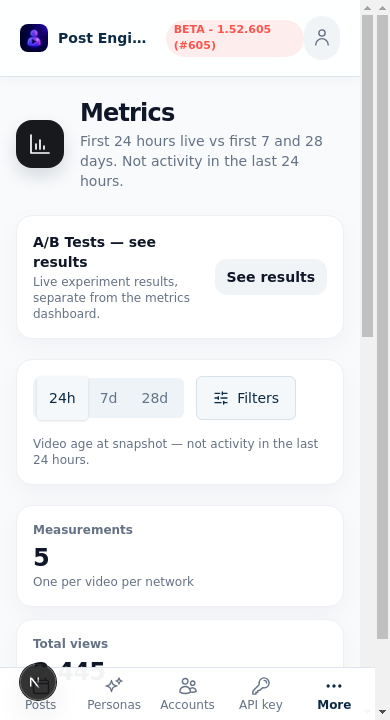 Post Engi…
BETA - 1.52.605
(#605)
Metrics
First 24 hours live vs first 7 and 28
days. Not activity in the last 24
hours.
A/B Tests — see
results
Live experiment results,
separate from the metrics
dashboard.
See results
24h
7d
28d
Filters
Video age at snapshot — not activity in the last
24 hours.
Measurements
5
One per video per network
Total views
N
Posts
Personas
Accounts
API key
More